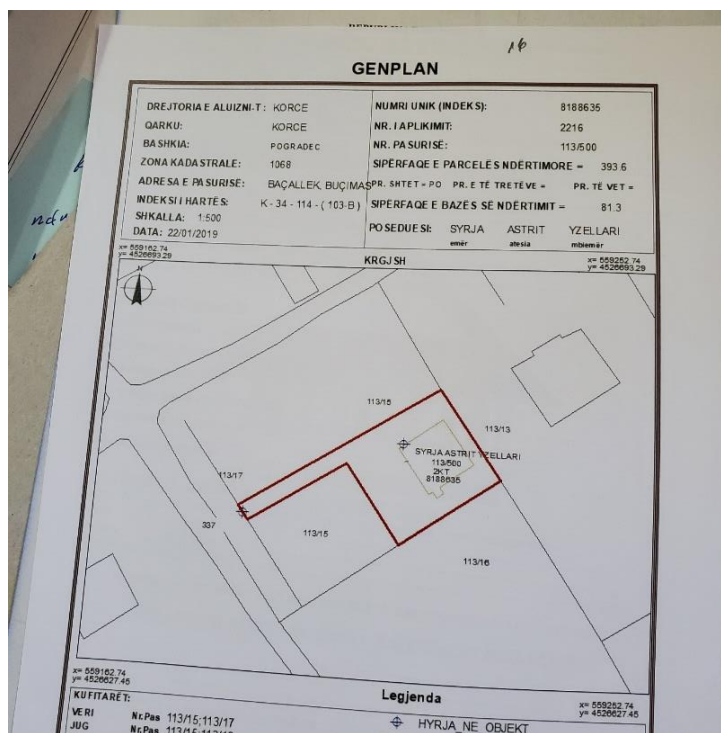 16
GENPLAN
DREJTORIA E ALUIZNI-T: KORCE
QARKU: KORCE
BASHKIA: POGRADEC
ZONA KADASTRALE: 1068
ADRESA E PASURISË: BAÇALLEK, BUÇIMAS
INDEKSI I HARTËS: K - 34 - 114 - ( 103-B )
SHKALLA: 1:500
DATA: 22/01/2019
NUMRI UNIK (INDEKS): 8188635
NR. I APLIKIMIT: 2216
NR. PASURISË: 113/500
SIPËRFAQE E PARCELËS NDËRTIMORE = 393.6
PR. SHTET = PO PR. E TË TRETËVE = PR. TË VET =
SIPËRFAQE E BAZËS SË NDËRTIMIT = 81.3
POSEDUESI: SYRJA ASTRIT YZELLARI
emër atesia mbiemër
x= 559162.74
y= 4526693.29
KRGJSH
x= 559252.74
y= 4526693.29
N
113/15
113/13
SYRJA ASTRIT YZELLARI
113/500
2KT
8188635
113/17
337
113/15
113/16
x= 559162.74
y= 4526627.45
Legjenda
x= 559252.74
y= 4526627.45
KUFITARËT:
VERI Nr.Pas 113/15;113/17
HYRJA_NE_OBJEKT
JUG Nr.Pas